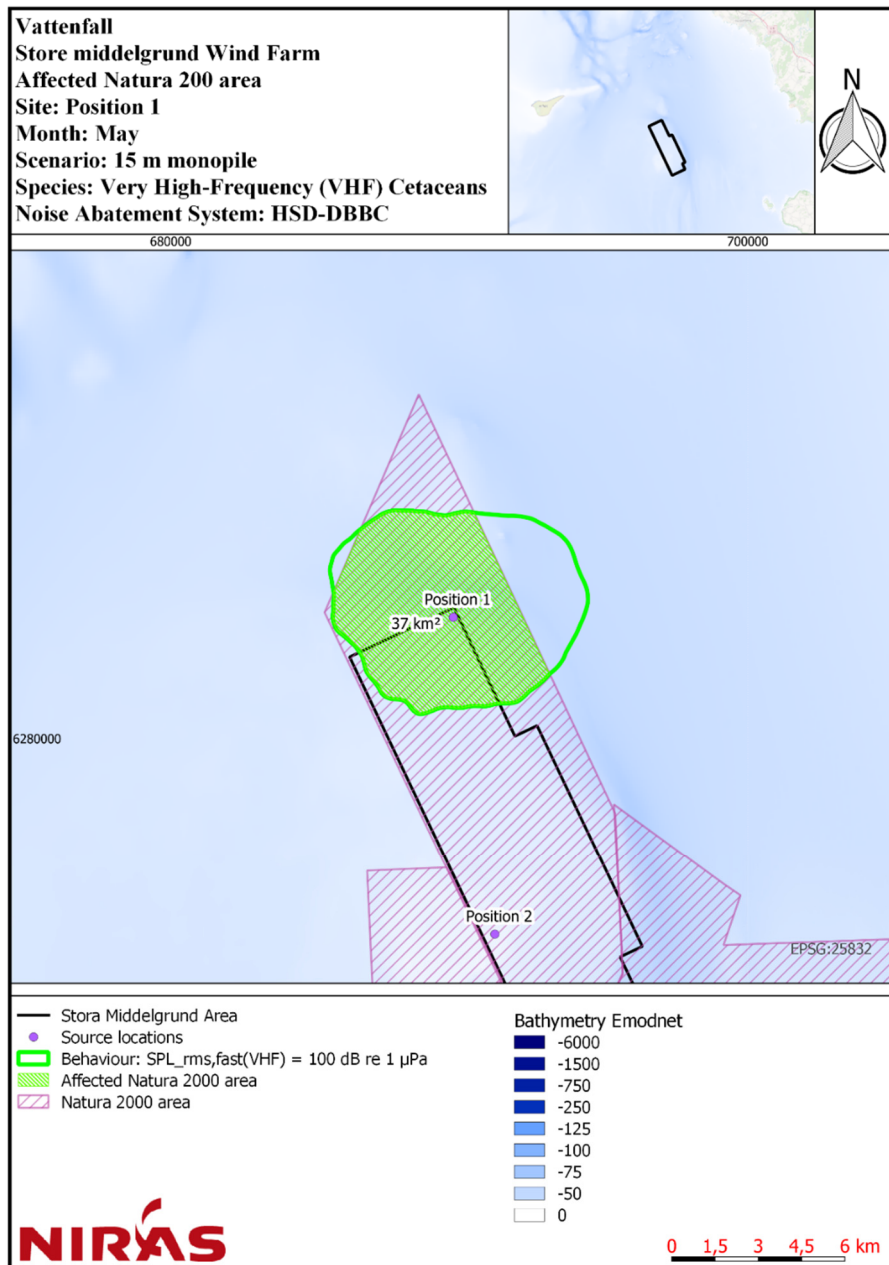 Vattenfall
Store middelgrund Wind Farm
Affected Natura 200 area
Site: Position 1
Month: May
Scenario: 15 m monopile
Species: Very High-Frequency (VHF) Cetaceans
Noise Abatement System: HSD-DBBC
N
680000
700000
Position 1
37 km²
6280000
Position 2
EPSG:25832
Stora Middelgrund Area
Source locations
Behaviour: SPL_rms,fast(VHF) = 100 dB re 1 μPa
Affected Natura 2000 area
Natura 2000 area
Bathymetry Emodnet
-6000
-1500
-750
-250
-125
-100
-75
-50
0
NIRAS
0 1,5 3 4,5 6 km